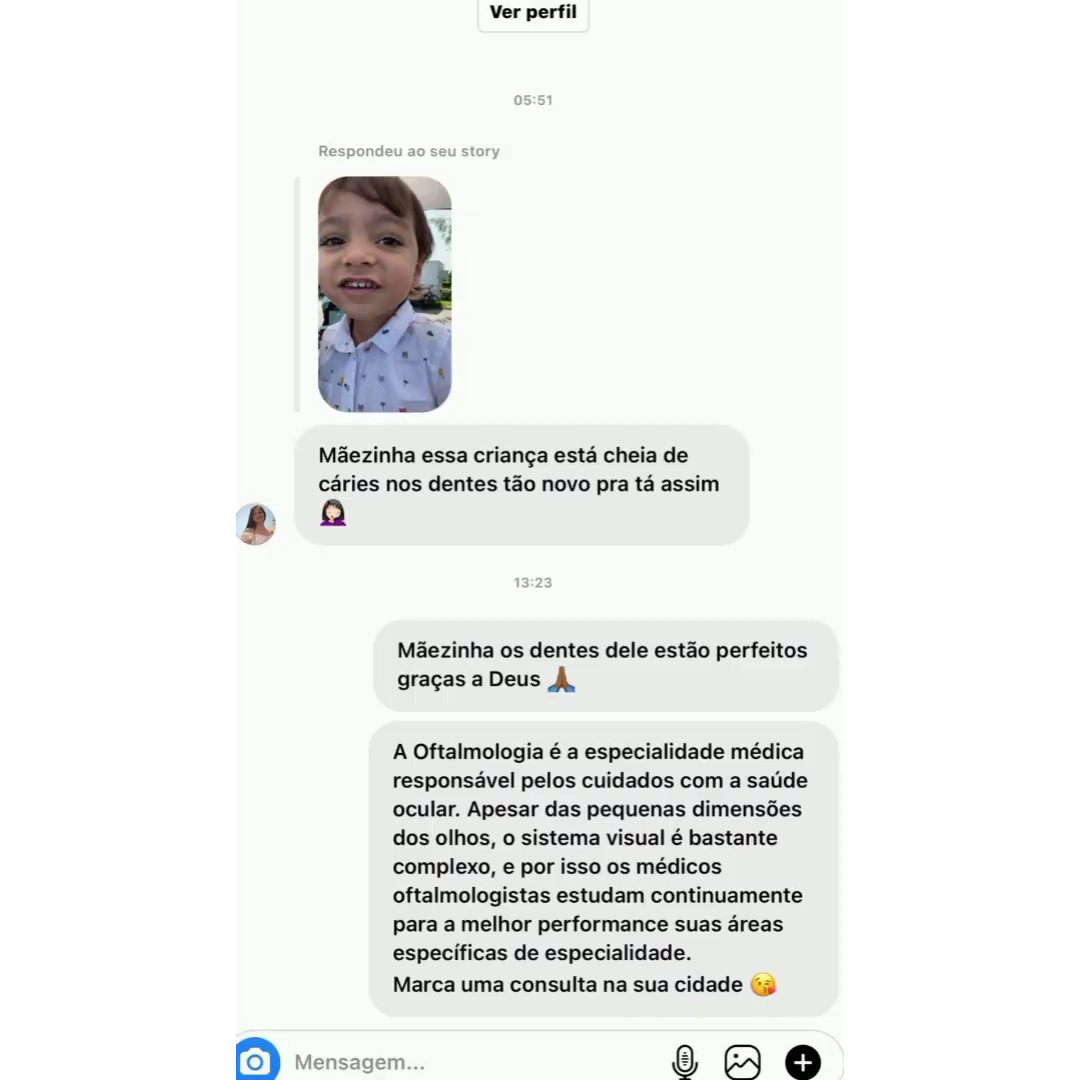 Ver perfil
05:51
Respondeu ao seu story
Mãezinha essa criança está cheia de
cáries nos dentes tão novo pra tá assim
🤦🏻‍♀️
13:23
Mãezinha os dentes dele estão perfeitos
graças a Deus 🙏🏾
A Oftalmologia é a especialidade médica
responsável pelos cuidados com a saúde
ocular. Apesar das pequenas dimensões
dos olhos, o sistema visual é bastante
complexo, e por isso os médicos
oftalmologistas estudam continuamente
para a melhor performance suas áreas
específicas de especialidade.
Marca uma consulta na sua cidade 😘
Mensagem...